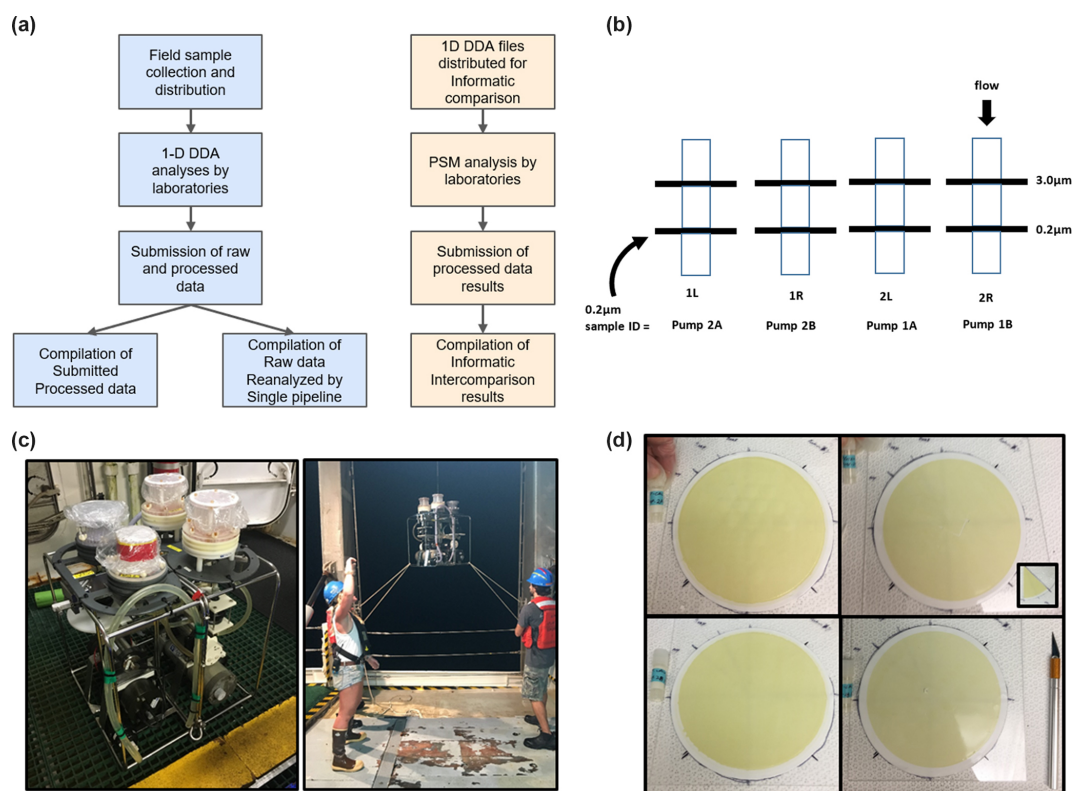 (a)
Field sample
collection and
distribution
1-D DDA
analyses by
laboratories
Submission of raw
and processed
data
Compilation of
Submitted
Processed data
Compilation of
Raw data
Reanalyzed by
Single pipeline
1D DDA files
distributed for
Informatic
comparison
PSM analysis by
laboratories
Submission of
processed data
results
Compilation of
Informatic
Intercomparison
results
(b)
flow
3.0µm
0.2µm
1L
1R
2L
2R
0.2µm
sample ID =
Pump 2A
Pump 2B
Pump 1A
Pump 1B
(c)
(d)